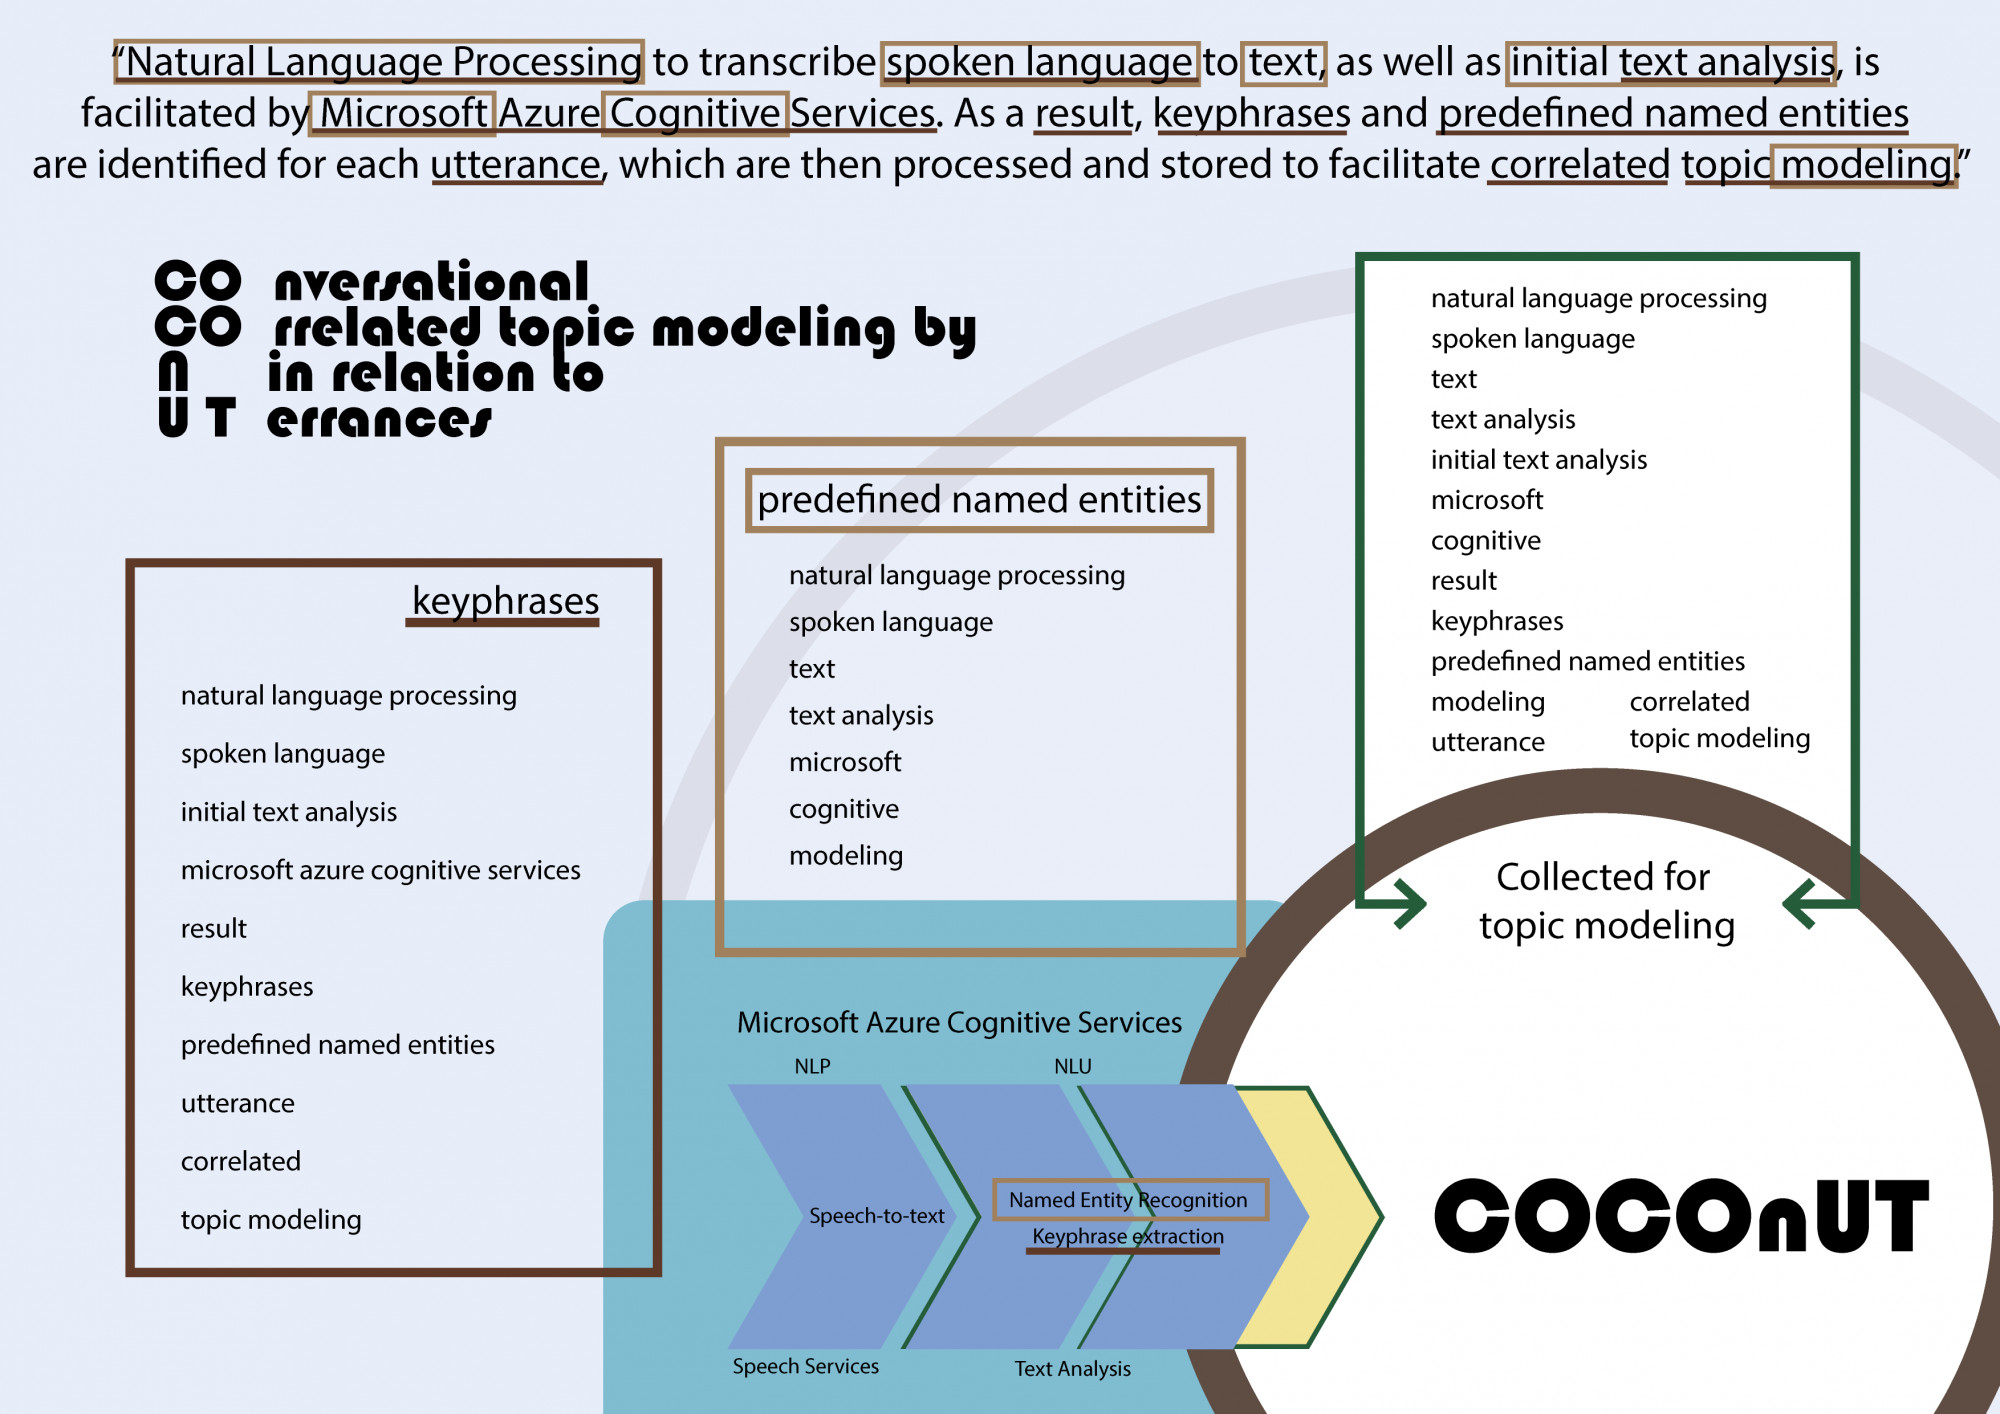 “Natural Language Processing to transcribe spoken language to text, as well as initial text analysis, is
facilitated by Microsoft Azure Cognitive Services. As a result, keyphrases and predefined named entities
are identified for each utterance, which are then processed and stored to facilitate correlated topic modeling.”
CO nversational
CO rrelated topic modeling by
n in relation to
UT errances
keyphrases
natural language processing
spoken language
initial text analysis
microsoft azure cognitive services
result
keyphrases
predefined named entities
utterance
correlated
topic modeling
predefined named entities
natural language processing
spoken language
text
text analysis
microsoft
cognitive
modeling
natural language processing
spoken language
text
text analysis
initial text analysis
microsoft
cognitive
result
keyphrases
predefined named entities
modeling correlated
utterance topic modeling
Collected for
topic modeling
Microsoft Azure Cognitive Services
NLP NLU
Speech-to-text
Named Entity Recognition
Keyphrase extraction
Speech Services Text Analysis
COCOnUT